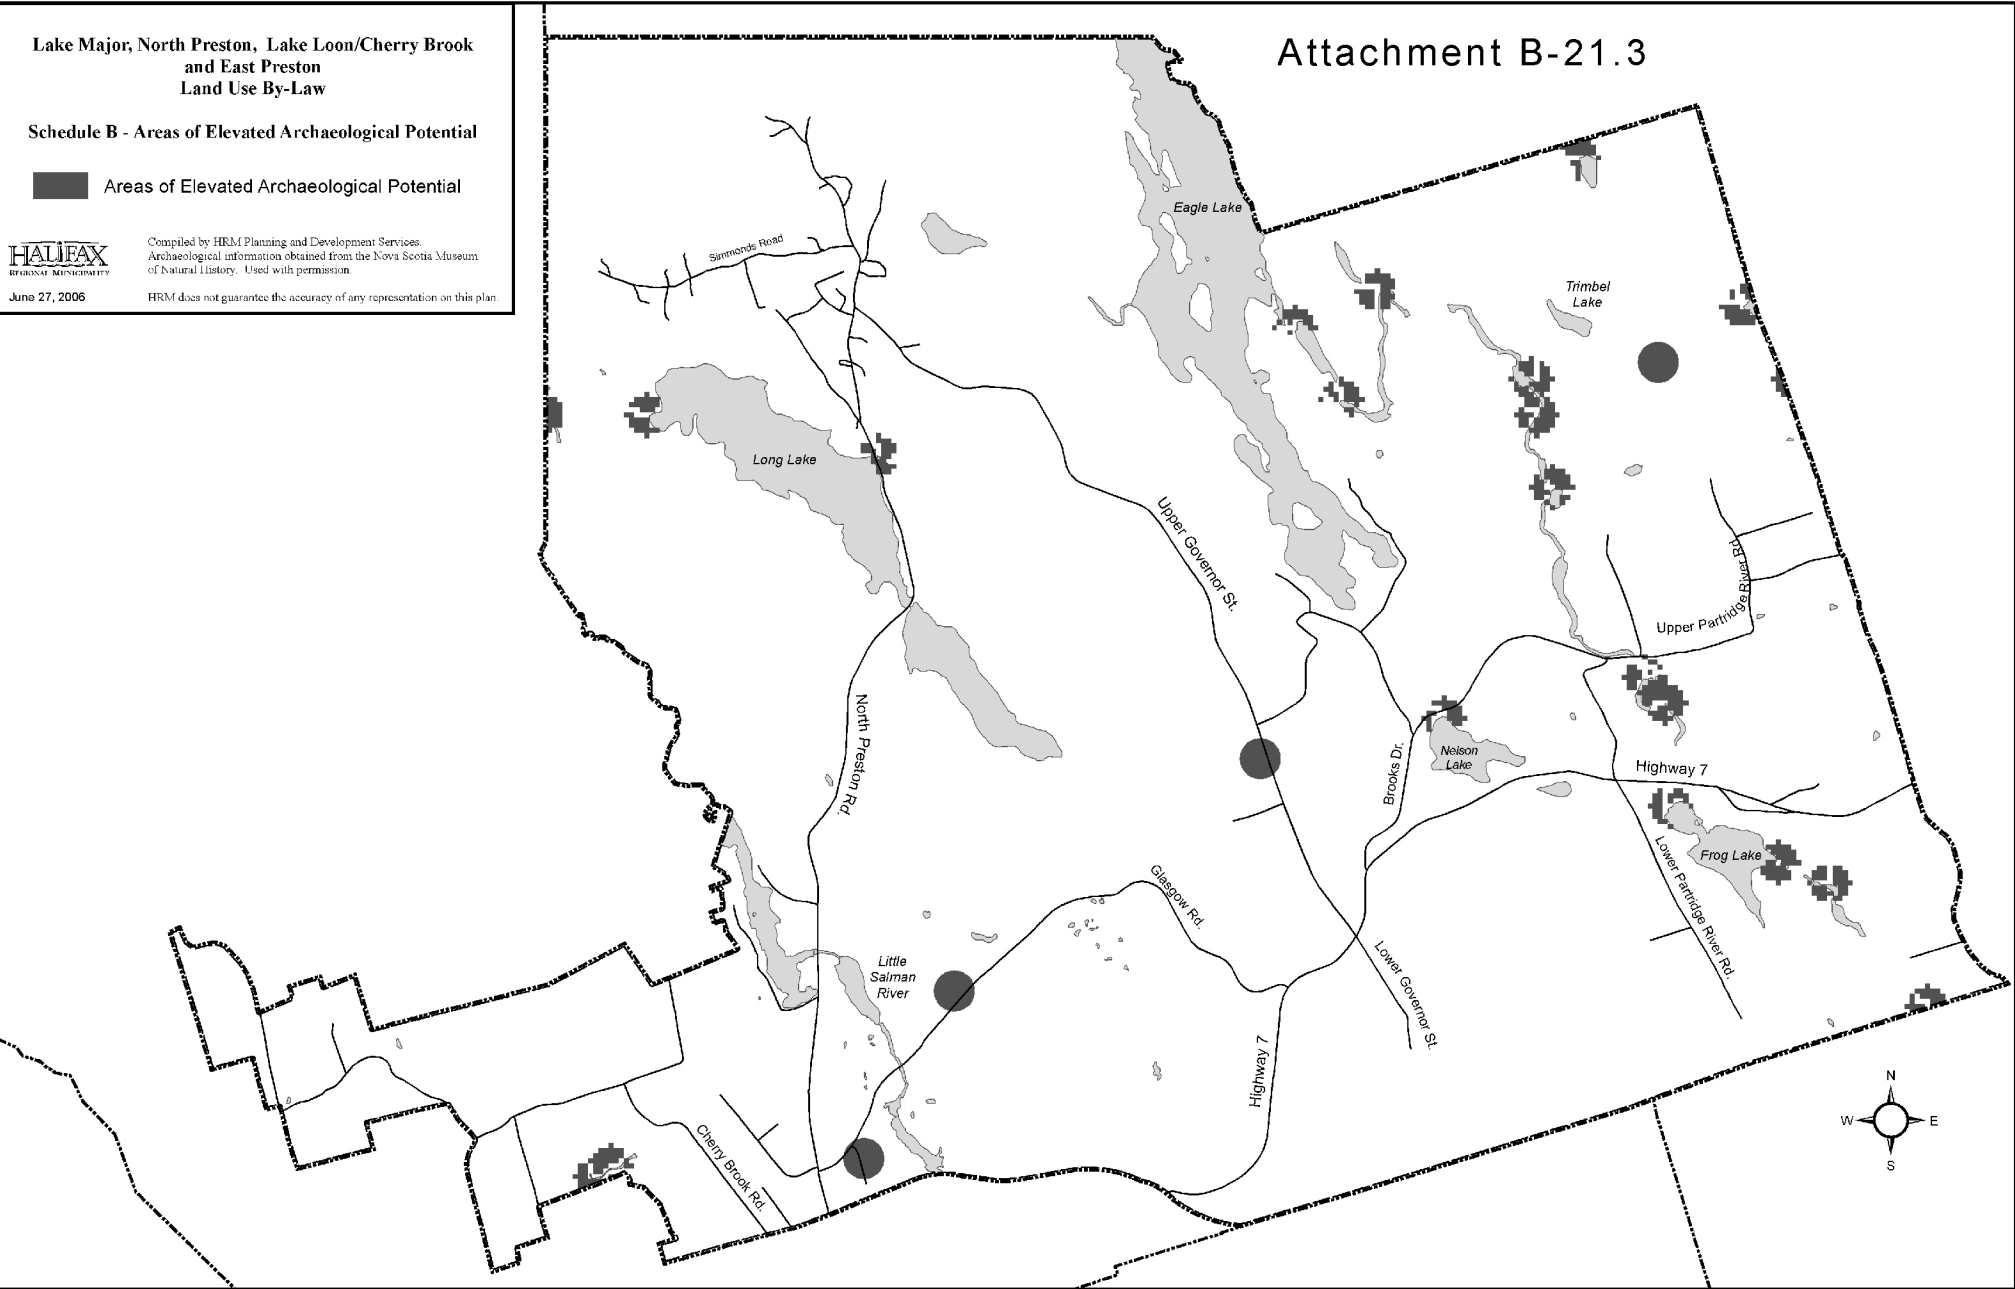 Lake Major, North Preston, Lake Loon/Cherry Brook
and East Preston
Land Use By-Law
Schedule B - Areas of Elevated Archaeological Potential
Areas of Elevated Archaeological Potential
HALIFAX
REGIONAL MUNICIPALITY
June 27, 2006
Compiled by HRM Planning and Development Services.
Archaeological information obtained from the Nova Scotia Museum
of Natural History. Used with permission.
HRM does not guarantee the accuracy of any representation on this plan.
Attachment B-21.3
Eagle Lake
Simmonds Road
Trimbel
Lake
Long Lake
Upper Governor St.
Upper Partridge River Rd.
North Preston Rd.
Brooks Dr.
Nelson
Lake
Highway 7
Frog Lake
Lower Partridge River Rd.
Glasgow Rd.
Lower Governor St.
Little
Salman
River
Highway 7
Cherry Brook Rd.
N
W
E
S